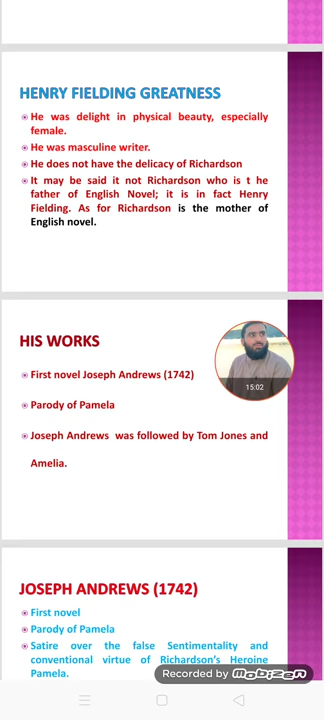 HENRY FIELDING GREATNESS
He was delight in physical beauty, especially
female.
He was masculine writer.
He does not have the delicacy of Richardson
It may be said it not Richardson who is t he
father of English Novel; it is in fact Henry
Fielding. As for Richardson is the mother of
English novel.
HIS WORKS
First novel Joseph Andrews (1742)
15:02
Parody of Pamela
Joseph Andrews was followed by Tom Jones and
Amelia.
JOSEPH ANDREWS (1742)
First novel
Parody of Pamela
Satire over the false Sentimentality and
conventional virtue of Richardson's Heroine
Pamela.
Recorded by mobizen